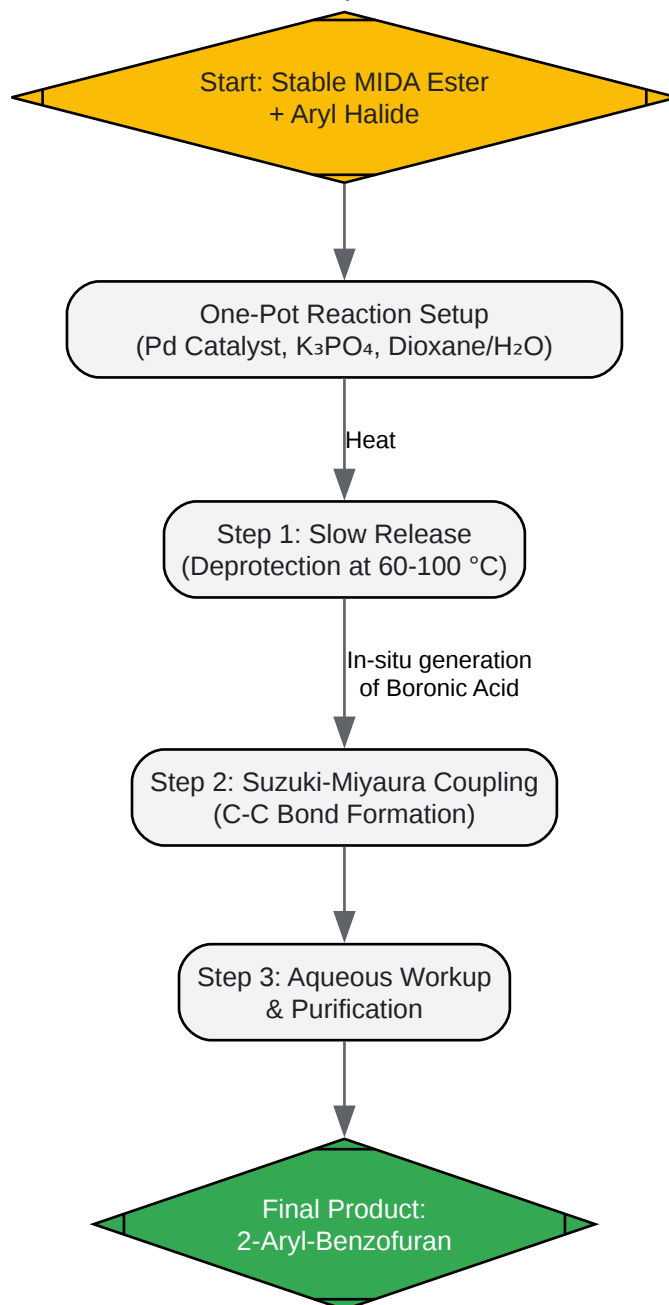 Start: Stable MIDA Ester
+ Aryl Halide
One-Pot Reaction Setup
(Pd Catalyst, K₃PO₄, Dioxane/H₂O)
Heat
Step 1: Slow Release
(Deprotection at 60-100 °C)
In-situ generation
of Boronic Acid
Step 2: Suzuki-Miyaura Coupling
(C-C Bond Formation)
Step 3: Aqueous Workup
& Purification
Final Product:
2-Aryl-Benzofuran